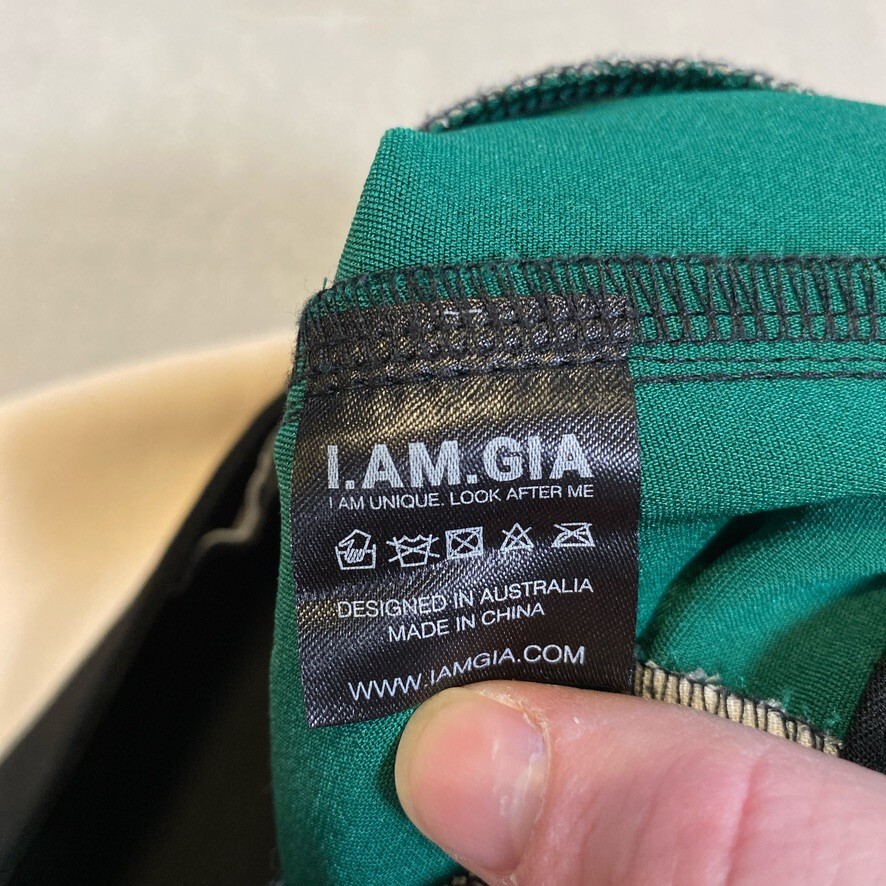 I.AM.GIA
I AM UNIQUE. LOOK AFTER ME
DESIGNED IN AUSTRALIA
MADE IN CHINA
WWW.IAMGIA.COM